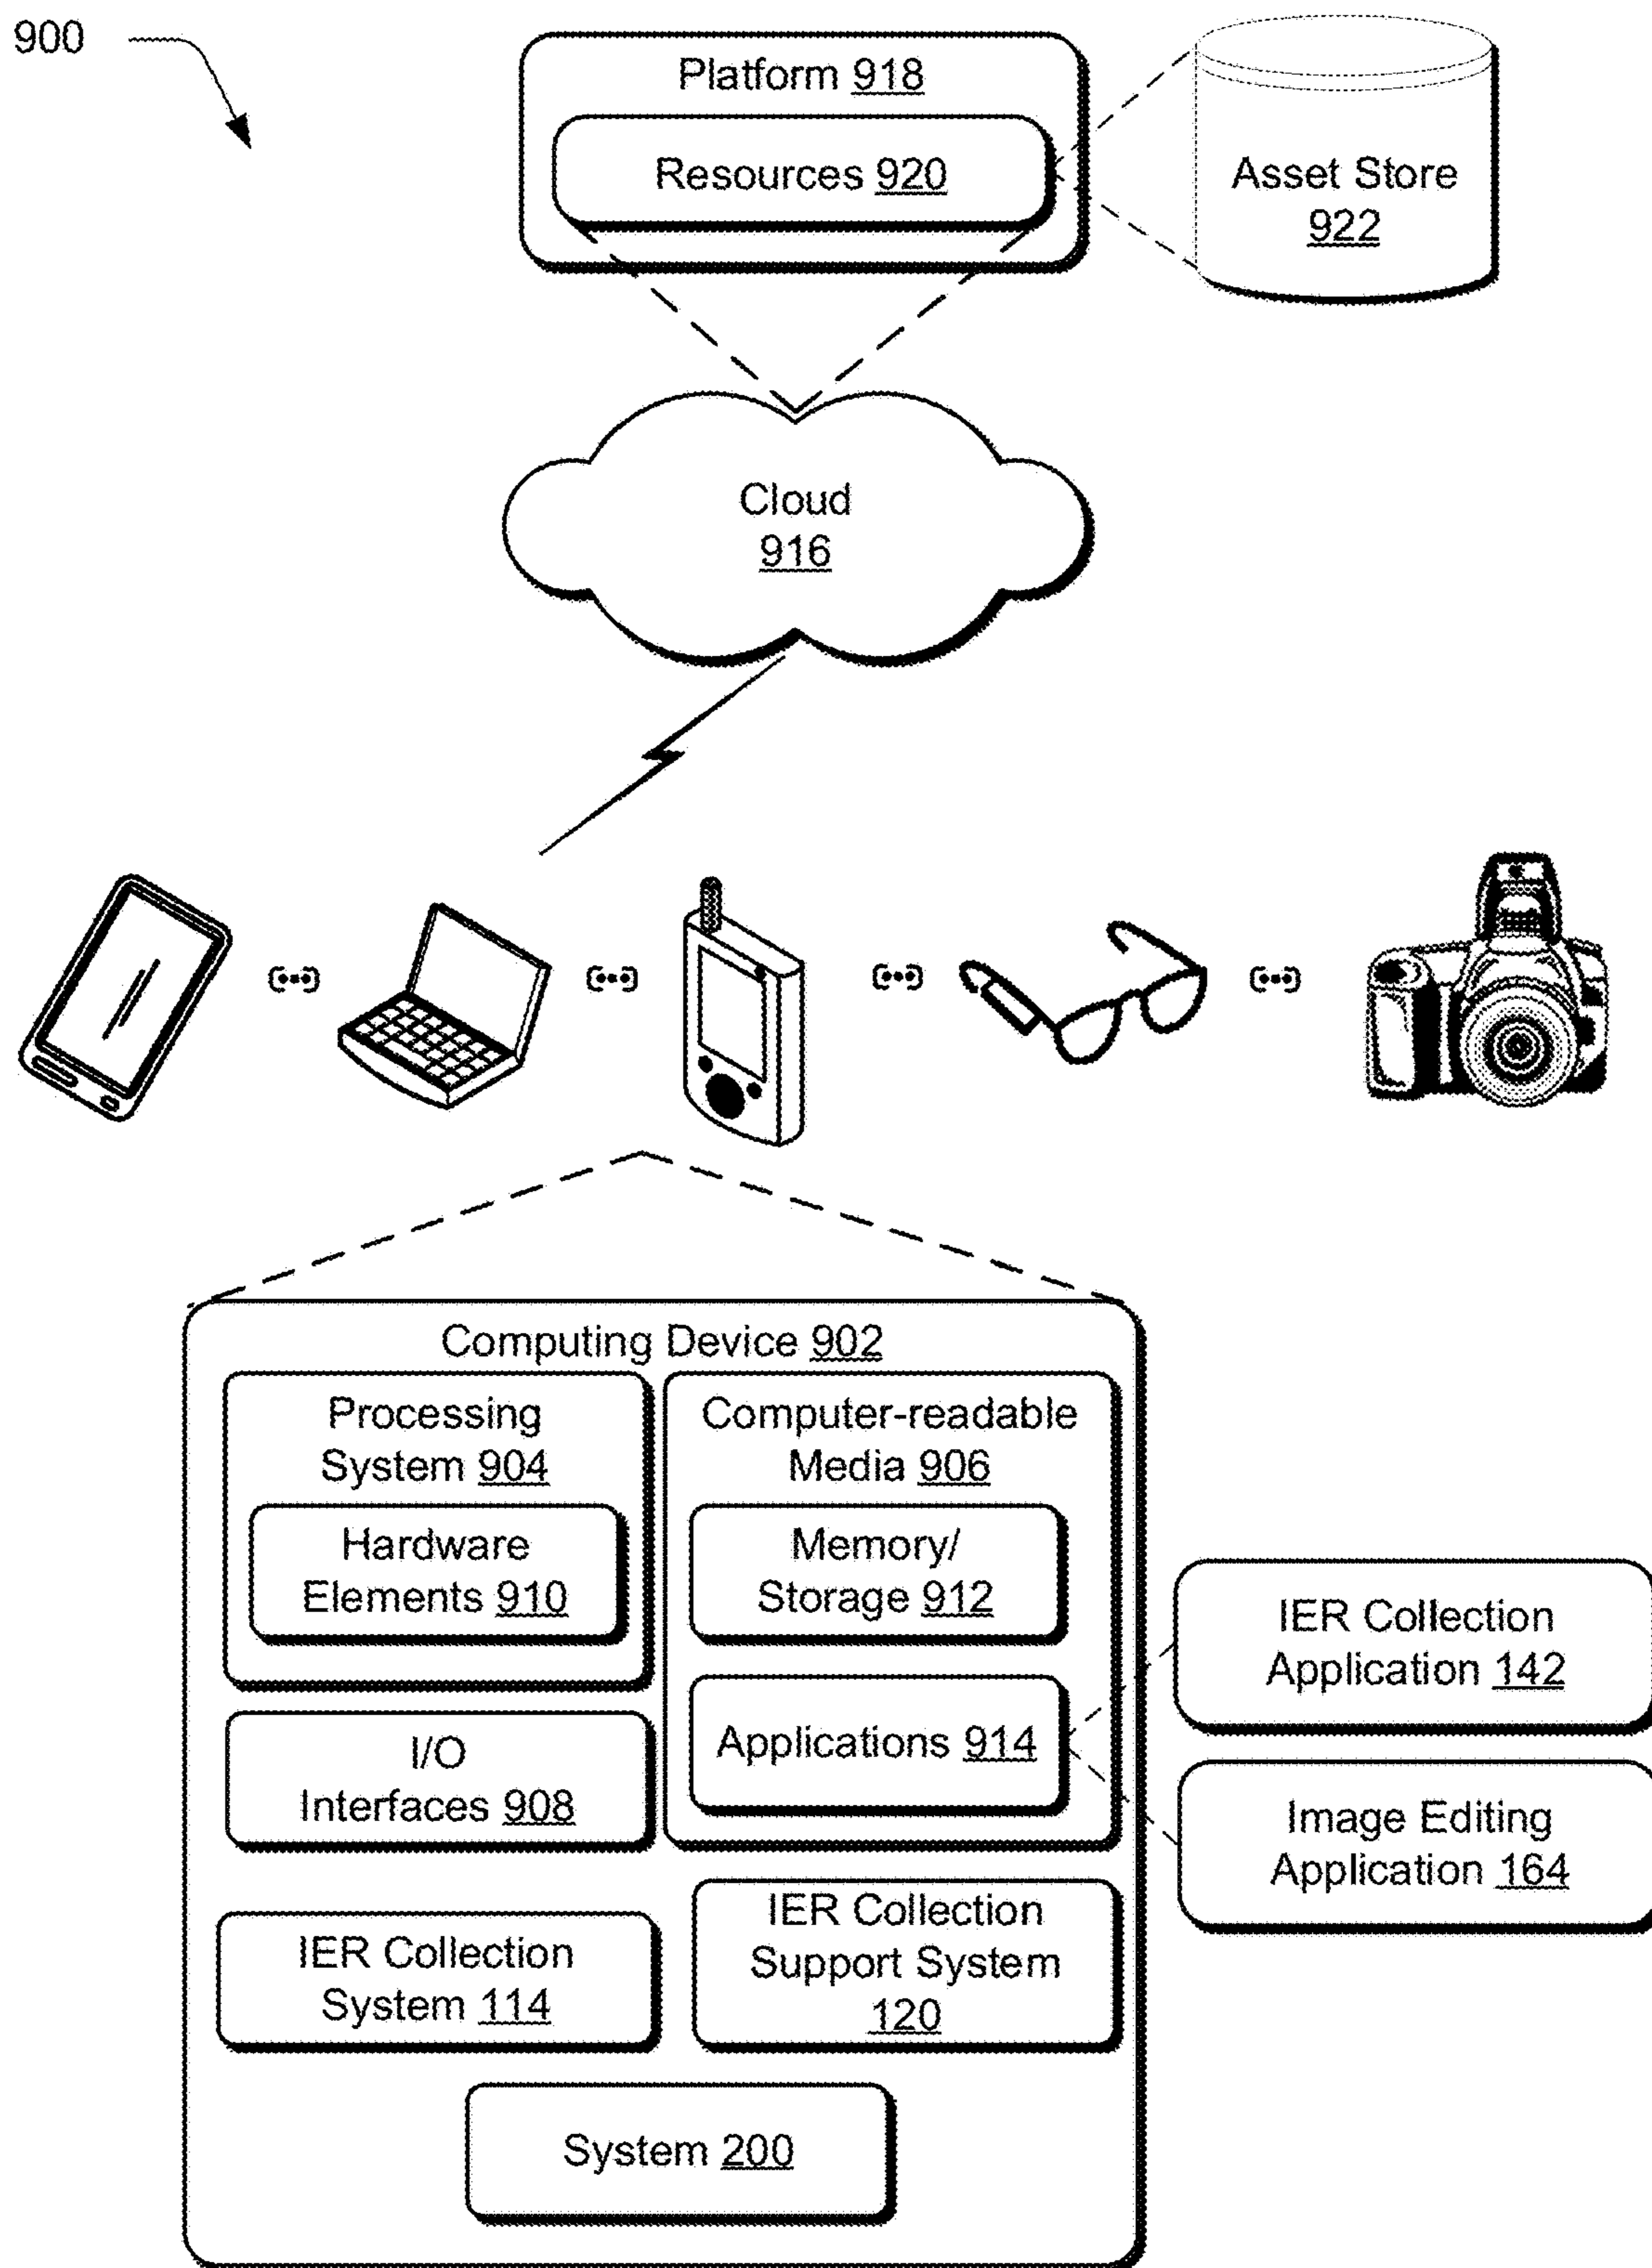 900
Platform 918
Resources 920
Asset Store
922
Cloud
916
Computing Device 902
Processing
System 904
Hardware
Elements 910
I/O
Interfaces 908
Computer-readable
Media 906
Memory/
Storage 912
Applications 914
IER Collection
Application 142
Image Editing
Application 164
IER Collection
System 114
IER Collection
Support System
120
System 200